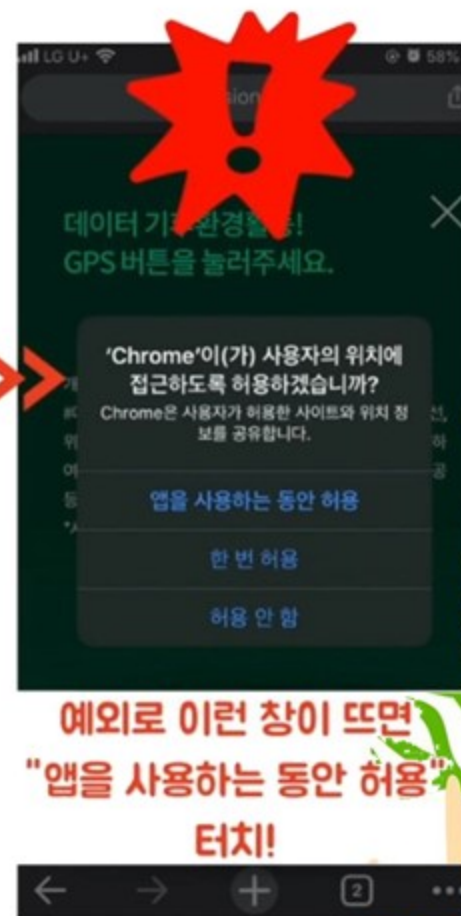 LG U+ 58%
sion
데이터 기후환경활동!
GPS 버튼을 눌러주세요.
'Chrome'이(가) 사용자의 위치에
접근하도록 허용하겠습니까?
Chrome은 사용자가 허용한 사이트와 위치 정
보를 공유합니다.
앱을 사용하는 동안 허용
한 번 허용
허용 안 함
예외로 이런 창이 뜨면
"앱을 사용하는 동안 허용"
터치!
2